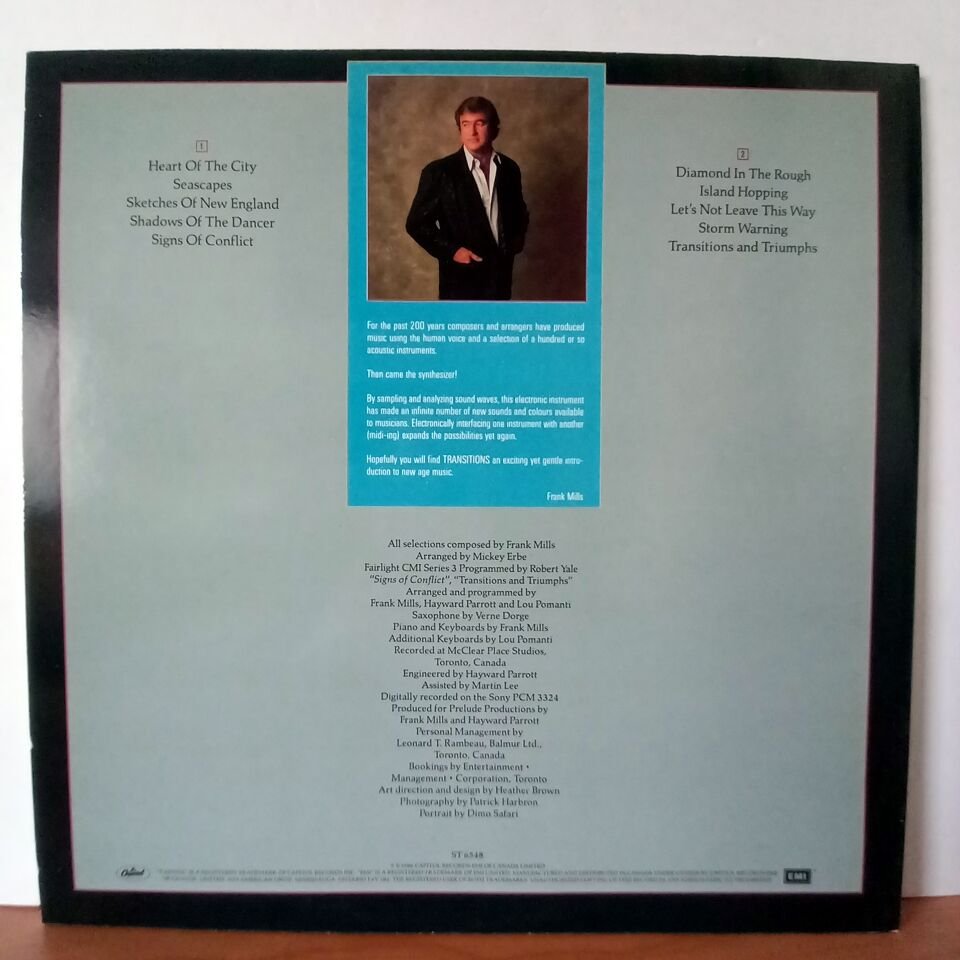 1
Heart Of The City
Seascapes
Sketches Of New England
Shadows Of The Dancer
Signs Of Conflict
2
Diamond In The Rough
Island Hopping
Let's Not Leave This Way
Storm Warning
Transitions and Triumphs
For the past 200 years composers and arrangers have produced
music using the human voice and a selection of a hundred or so
acoustic instruments.
Then came the synthesizer!
By sampling and analyzing sound waves, this electronic instrument
has made an infinite number of new sounds and colours available
to musicians. Electronically interfacing one instrument with another
(midi-ing) expands the possibilities yet again.
Hopefully you will find TRANSITIONS an exciting yet gentle intro-
duction to new age music.
Frank Mills
All selections composed by Frank Mills
Arranged by Mickey Erbe
Fairlight CMI Series 3 Programmed by Robert Yale
"Signs of Conflict", "Transitions and Triumphs"
Arranged and programmed by
Frank Mills, Hayward Parrott and Lou Pomanti
Saxophone by Verne Dorge
Piano and Keyboards by Frank Mills
Additional Keyboards by Lou Pomanti
Recorded at McClear Place Studios,
Toronto, Canada
Engineered by Hayward Parrott
Assisted by Martin Lee
Digitally recorded on the Sony PCM 3324
Produced for Prelude Productions by
Frank Mills and Hayward Parrott
Personal Management by
Leonard T. Rambeau, Balmur Ltd.,
Toronto, Canada
Bookings by Entertainment •
Management • Corporation, Toronto
Art direction and design by Heather Brown
Photography by Patrick Harbron
Portrait by Dimo Safari
ST 6548
CAPITOL RECORDS-EMI OF CANADA LIMITED
Capitol
EMI